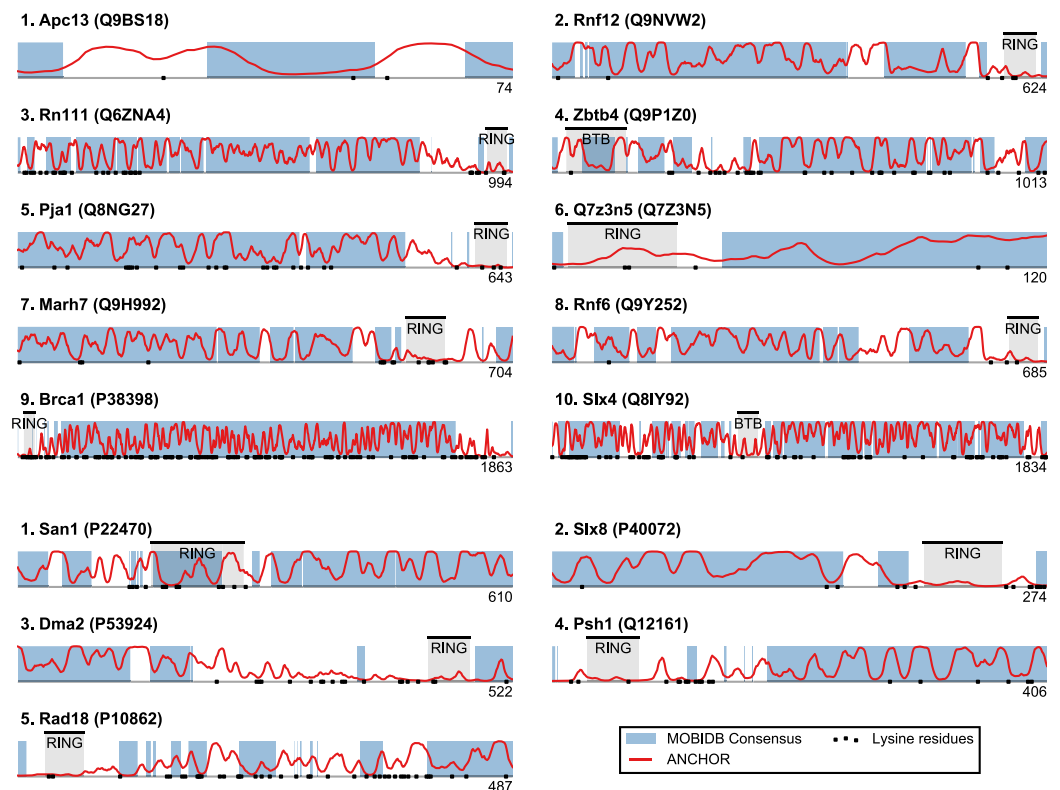 1. Apc13 (Q9BS18)
74
2. Rnf12 (Q9NVW2)
RING
624
3. Rn111 (Q6ZNA4)
RING
994
4. Zbtb4 (Q9P1Z0)
BTB
1013
5. Pja1 (Q8NG27)
RING
643
6. Q7z3n5 (Q7Z3N5)
RING
120
7. Marh7 (Q9H992)
RING
704
8. Rnf6 (Q9Y252)
RING
685
9. Brca1 (P38398)
RING
1863
10. Slx4 (Q8IY92)
BTB
1834
1. San1 (P22470)
RING
610
2. Slx8 (P40072)
RING
274
3. Dma2 (P53924)
RING
522
4. Psh1 (Q12161)
RING
406
5. Rad18 (P10862)
RING
487
MOBIDB Consensus
Lysine residues
ANCHOR